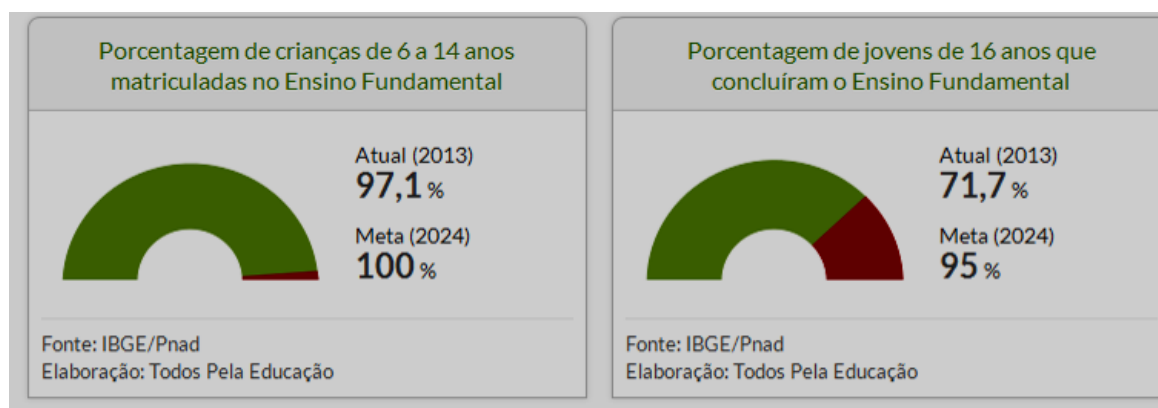 Porcentagem de crianças de 6 a 14 anos
matriculadas no Ensino Fundamental
Atual (2013)
97,1 %
Meta (2024)
100 %
Fonte: IBGE/Pnad
Elaboração: Todos Pela Educação
Porcentagem de jovens de 16 anos que
concluíram o Ensino Fundamental
Atual (2013)
71,7 %
Meta (2024)
95 %
Fonte: IBGE/Pnad
Elaboração: Todos Pela Educação